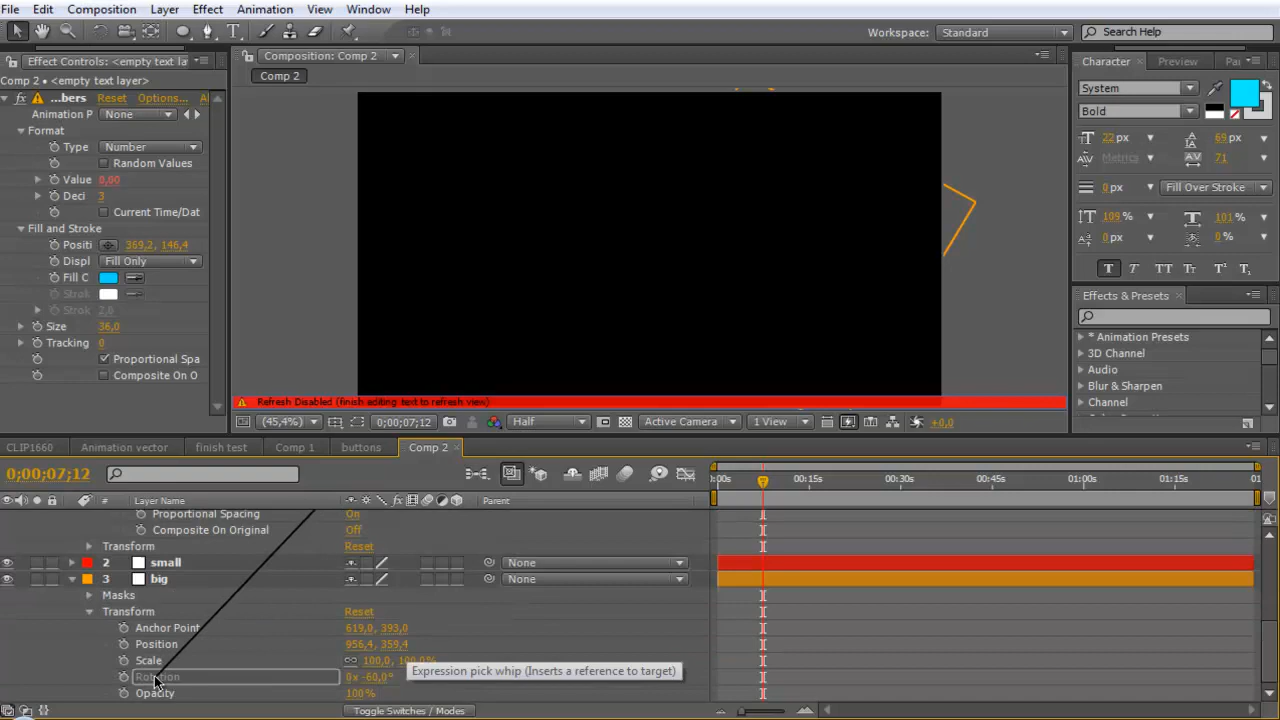 File Edit Composition Layer Effect Animation View Window Help
Workspace: Standard Search Help
Effect Controls: <empty text la
Composition: Comp 2
Character Preview Pa
Comp 2 • <empty text layer>
Comp 2
fx ...bers Reset Options...
System
Animation P None
Bold
Format
Type Number
22 px 69 px
Random Values
Metrics 71
Value 0,00
0 px Fill Over Stroke
Deci 3
Current Time/Dat
109 % 101 %
Fill and Stroke
0 px 0 %
Positi 369,2, 146,4
Displ Fill Only
T T TT Tt T¹ T₁
Fill C
Effects & Presets
Strok
Strok 2,0
Size 36,0
* Animation Presets
Tracking 0
3D Channel
Proportional Spa
Audio
Composite On O
Blur & Sharpen
Channel
Refresh Disabled (finish editing text to refresh view)
(45,4%) 0;00;07;12 Half Active Camera 1 View +0,0
CLIP1660 Animation vector finish test Comp 1 buttons Comp 2
0;00;07;12
:00s 00:15s 00:30s 00:45s 01:00s 01:15s 01
# Layer Name fx Parent
Proportional Spacing On
Composite On Original Off
Transform Reset
2 small None
3 big None
Masks
Transform Reset
Anchor Point 619,0, 393,0
Position 956,4, 359,4
Scale 100,0, 100,0%
Expression pick whip (Inserts a reference to target)
Rotation 0x -60,0°
Opacity 100%
Toggle Switches / Modes